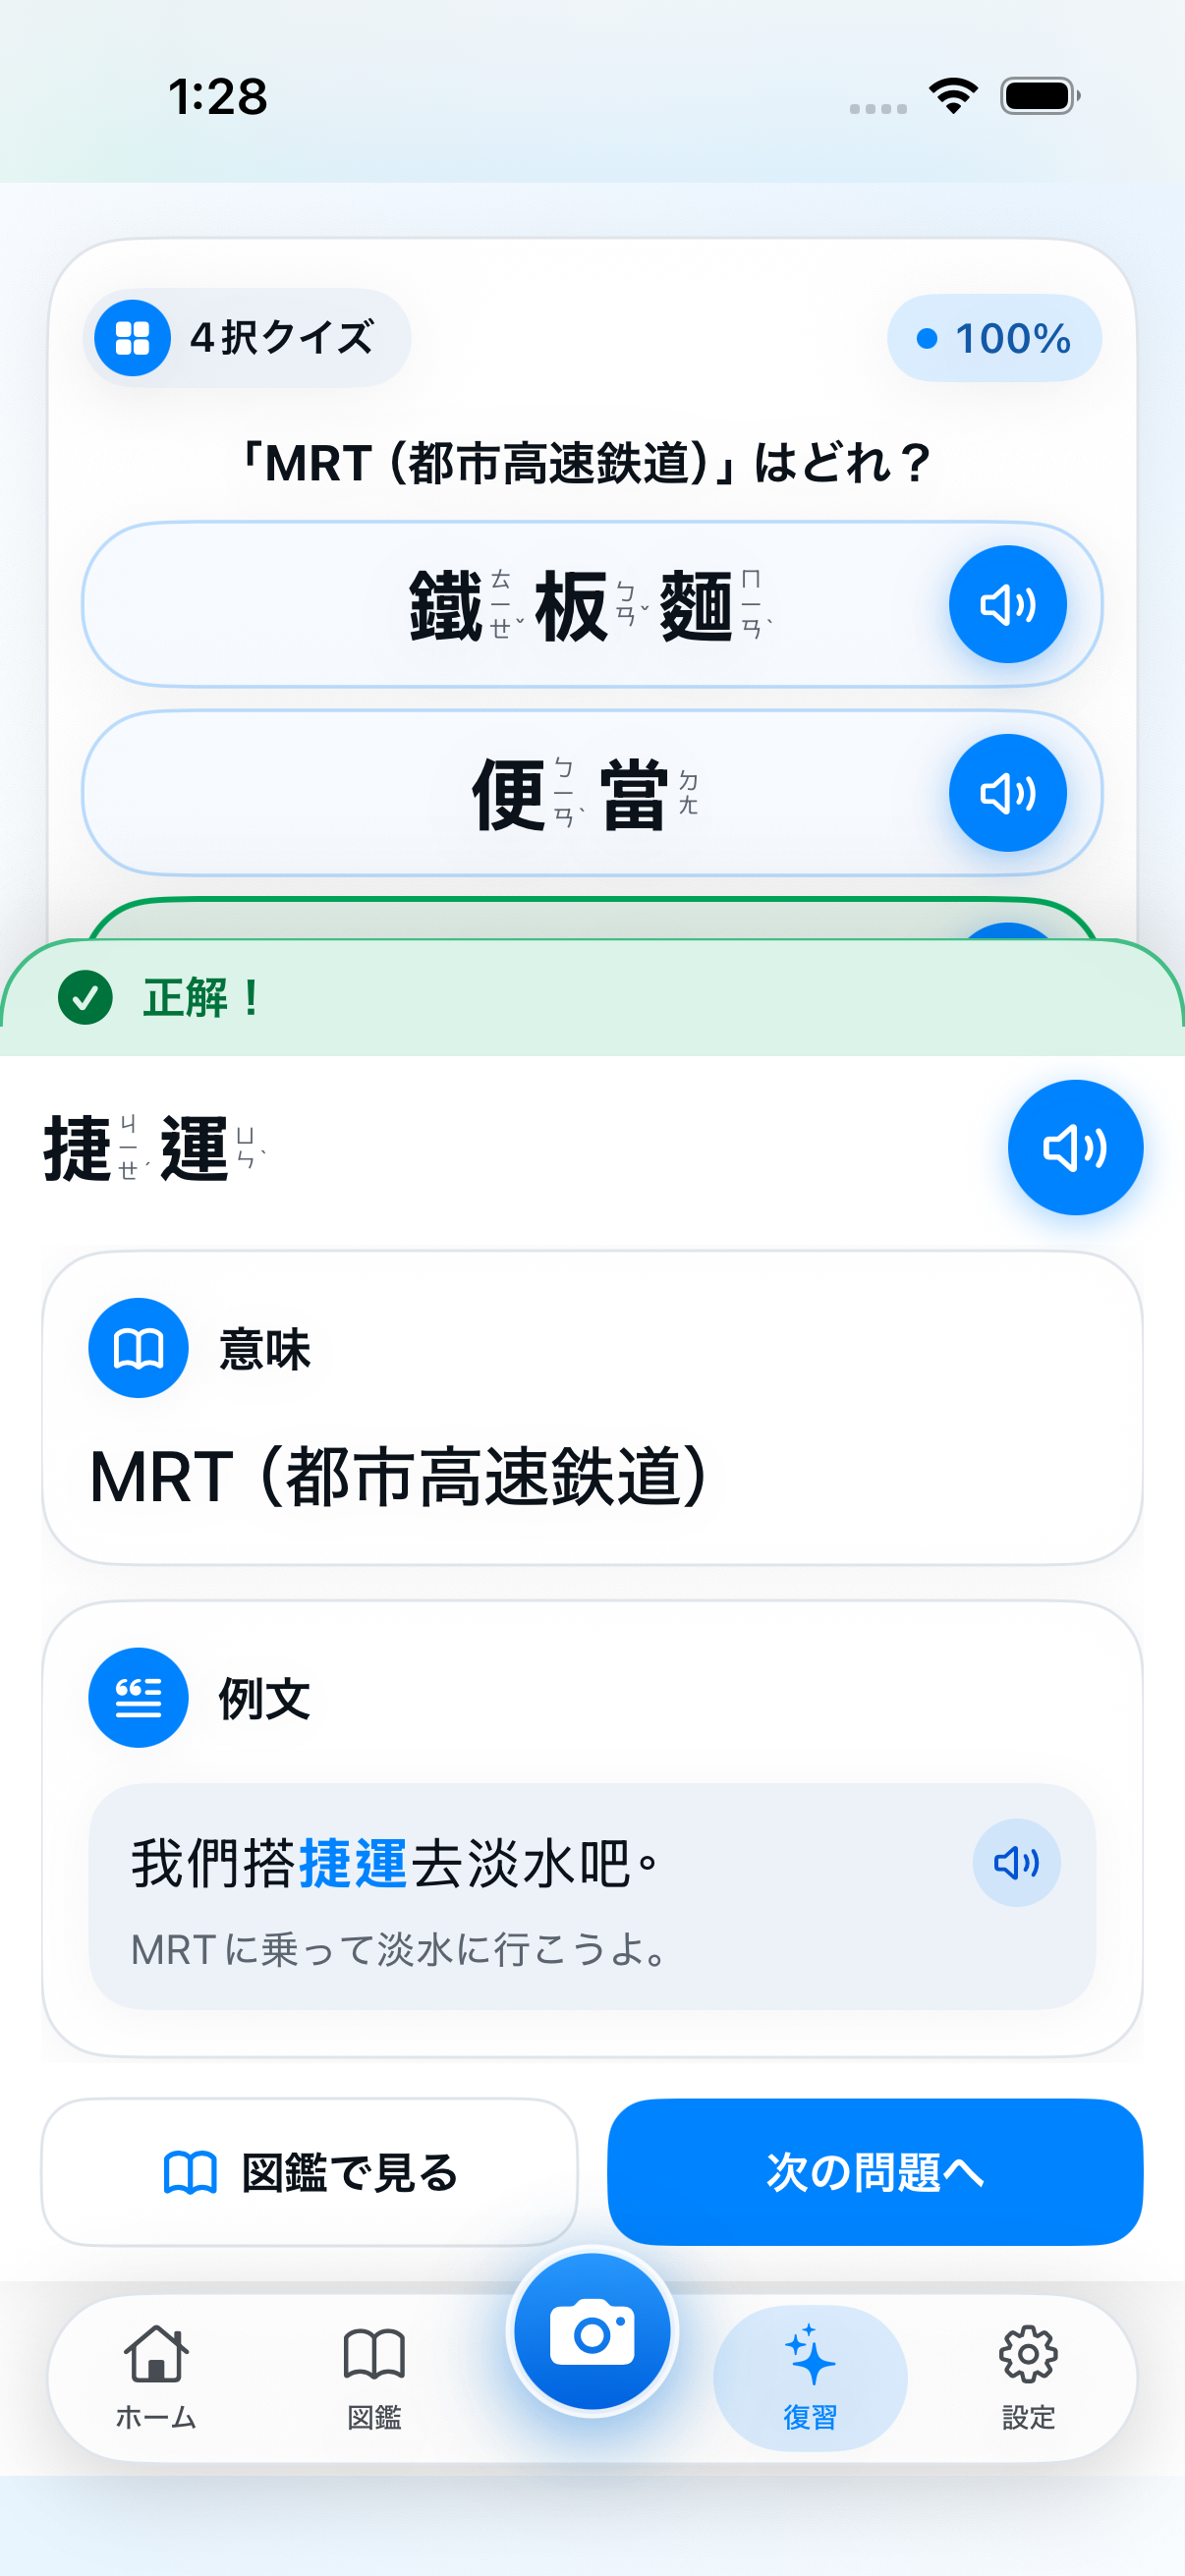 1:28
4択クイズ
100%
「MRT（都市高速鉄道）」はどれ？
鐵ㄊㄧㄝˇ板ㄅㄢˇ麵ㄇㄧㄢˋ
便ㄅㄧㄢˋ當ㄉㄤ
正解！
捷ㄐㄧㄝˊ運ㄩㄣˋ
意味
MRT（都市高速鉄道）
例文
我們搭捷運去淡水吧。
MRTに乗って淡水に行こうよ。
図鑑で見る
次の問題へ
ホーム
図鑑
復習
設定